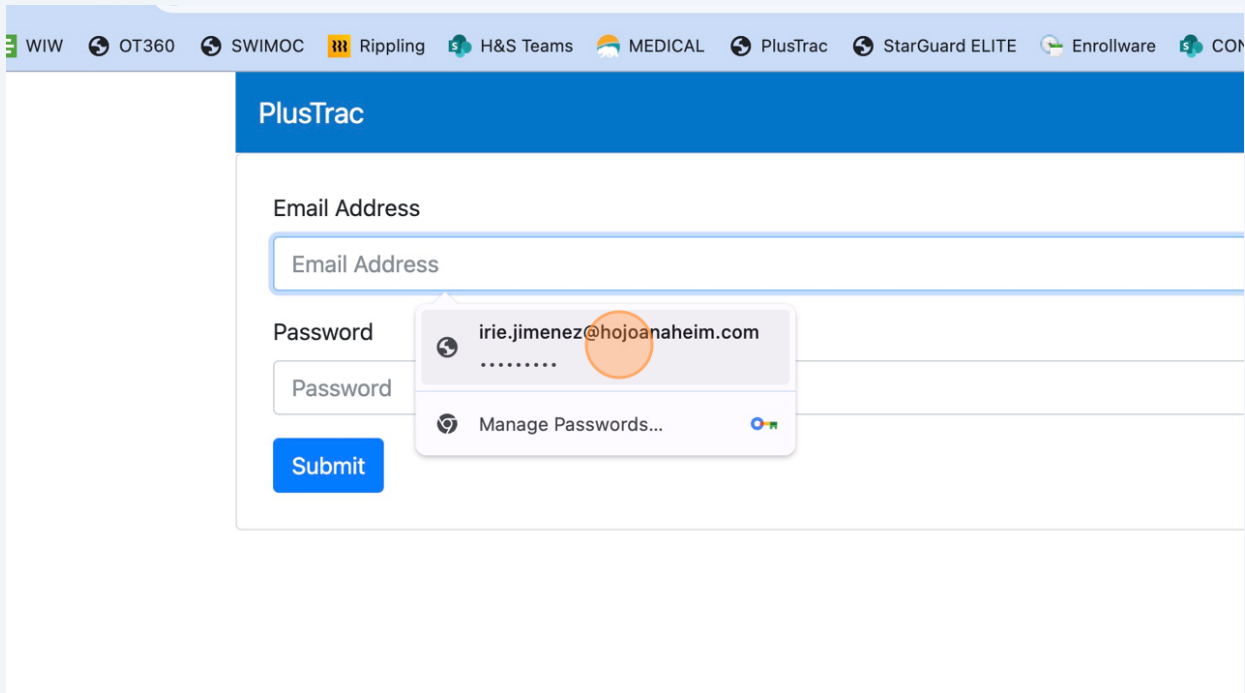 WIW OT360 SWIMOC Rippling H&S Teams MEDICAL PlusTrac StarGuard ELITE Enrollware
PlusTrac
Email Address
Email Address
irie.jimenez@hojoanaheim.com
•••••••••
Password
Password
Manage Passwords...
Submit